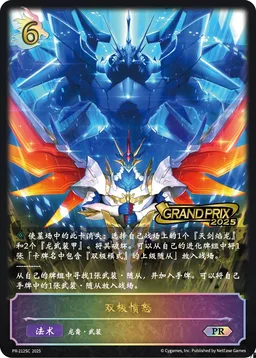 6
GRAND PRIX
2025
使墓场中的此卡消失：选择自己战场上的1个『天剑焰龙』
和2个『龙武装甲』。将其破坏。可以从自己的进化牌组中将1
张『卡牌名中包含『双极模式』的上级随从』放入战场。
从自己的牌组中寻找1张武装·随从，并加入手牌。可以将自
己手牌中的1张武装·随从放入战场。
双极愤怒
法术
龙裔·武装
PR
PR-212SC 2025
© Cygames, Inc. Published by NetEase Games